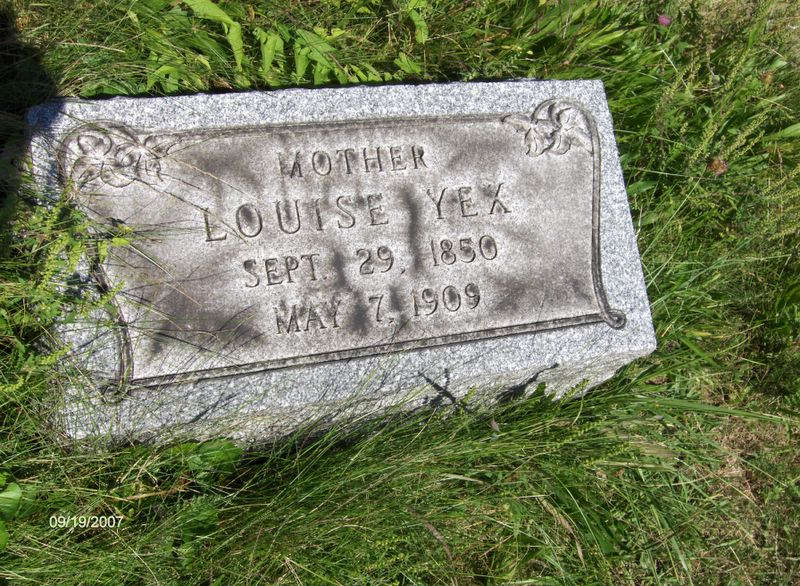 MOTHER
LOUISE YEX
SEPT. 29, 1850
MAY 7, 1909
09/19/2007